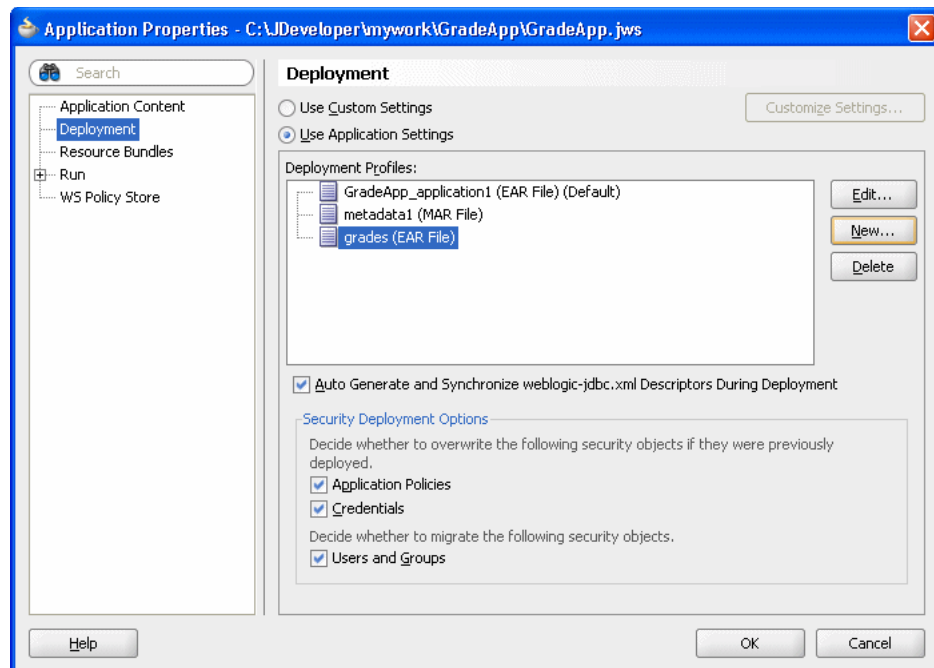 Application Properties - C:\JDeveloper\mywork\GradeApp\GradeApp.jws
Search
Application Content
Deployment
Resource Bundles
Run
WS Policy Store
Deployment
Use Custom Settings
Customize Settings...
Use Application Settings
Deployment Profiles:
GradeApp_application1 (EAR File) (Default)
metadata1 (MAR File)
grades (EAR File)
Edit...
New...
Delete
Auto Generate and Synchronize weblogic-jdbc.xml Descriptors During Deployment
Security Deployment Options
Decide whether to overwrite the following security objects if they were previously
deployed.
Application Policies
Credentials
Decide whether to migrate the following security objects.
Users and Groups
Help
OK
Cancel